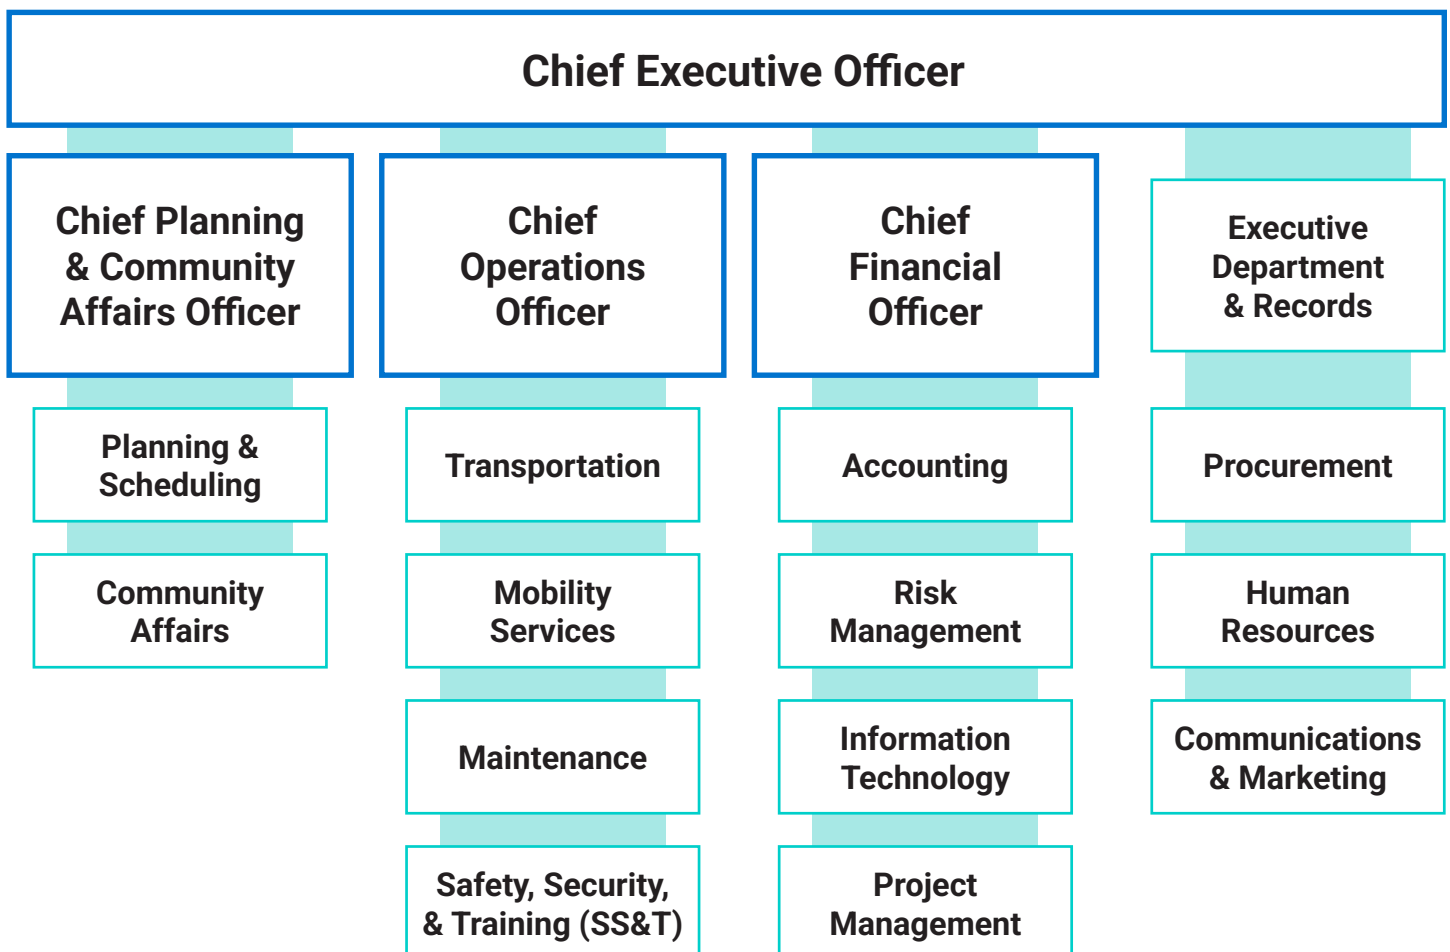 Chief Executive Officer
Chief Planning
& Community
Affairs Officer
Chief
Operations
Officer
Chief
Financial
Officer
Executive
Department
& Records
Planning &
Scheduling
Transportation
Accounting
Procurement
Community
Affairs
Mobility
Services
Risk
Management
Human
Resources
Maintenance
Information
Technology
Communications
& Marketing
Safety, Security,
& Training (SS&T)
Project
Management